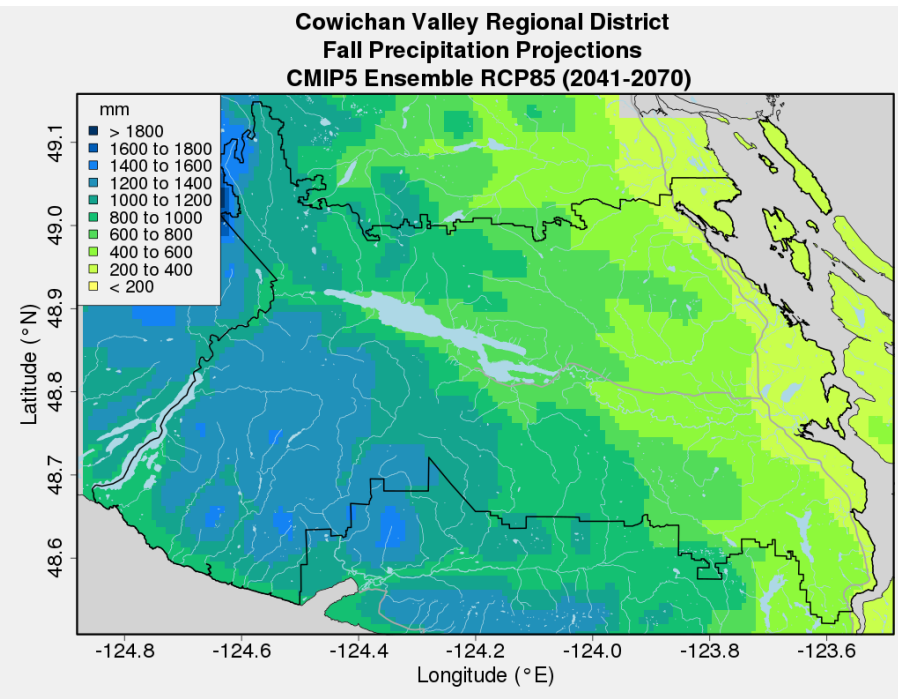 Cowichan Valley Regional District
Fall Precipitation Projections
CMIP5 Ensemble RCP85 (2041-2070)
mm
> 1800
1600 to 1800
1400 to 1600
1200 to 1400
1000 to 1200
800 to 1000
600 to 800
400 to 600
200 to 400
< 200
Latitude (°N)
49.1
49.0
48.9
48.8
48.7
48.6
-124.8 -124.6 -124.4 -124.2 -124.0 -123.8 -123.6
Longitude (°E)